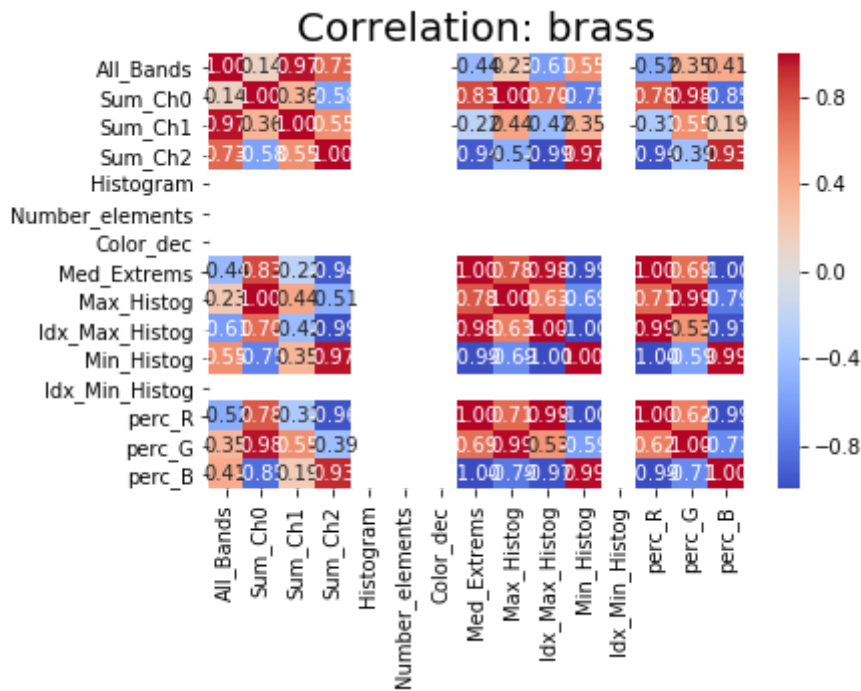 Correlation: brass
All_Bands 1.00 0.14 0.97 0.73 -0.44 0.23 -0.61 0.55 -0.52 0.35 0.41
Sum_Ch0 0.14 1.00 0.36 -0.58 0.83 1.00 0.70 -0.75 0.78 0.98 -0.85
Sum_Ch1 0.97 0.36 1.00 0.55 -0.22 0.44 -0.42 0.35 0.55 0.19
Sum_Ch2 0.73 -0.58 0.55 1.00 -0.94 -0.51 -0.99 0.97 -0.96 -0.39 0.93
Histogram
Number_elements
Color_dec
Med_Extrems -0.44 0.83 -0.22 -0.94 1.00 0.78 0.98 -0.99 1.00 0.69 -1.00
Max_Histog 0.23 1.00 0.44 -0.51 0.78 1.00 0.63 -0.69 0.71 0.99 -0.79
Idx_Max_Histog -0.61 0.70 -0.42 -0.99 0.98 0.63 1.00 -1.00 0.99 0.53 -0.97
Min_Histog 0.55 -0.75 0.35 0.97 -0.99 -0.69 -1.00 1.00 -1.00 -0.59 0.99
Idx_Min_Histog
perc_R -0.52 0.78 -0.96 1.00 0.71 0.99 -1.00 1.00 0.62 -0.99
perc_G 0.35 0.98 0.55 -0.39 0.69 0.99 0.53 -0.59 0.62 1.00 -0.71
perc_B 0.41 -0.85 0.19 0.93 -1.00 -0.79 -0.97 0.99 -0.99 -0.71 1.00
All_Bands
Sum_Ch0
Sum_Ch1
Sum_Ch2
Histogram
Number_elements
Color_dec
Med_Extrems
Max_Histog
Idx_Max_Histog
Min_Histog
Idx_Min_Histog
perc_R
perc_G
perc_B
0.8
0.4
0.0
−0.4
−0.8